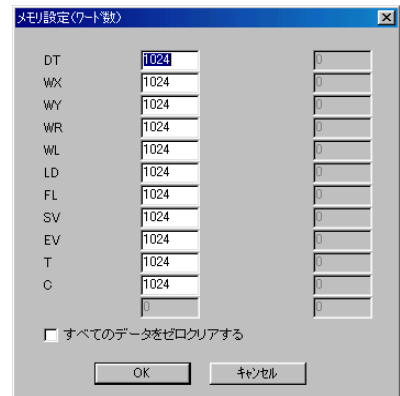 メモリ設定(ワード数)
DT 1024 0
WX 1024 0
WY 1024 0
WR 1024 0
WL 1024 0
LD 1024 0
FL 1024 0
SV 1024 0
EV 1024 0
T 1024 0
C 1024 0
0 0
すべてのデータをゼロクリアする
OK キャンセル